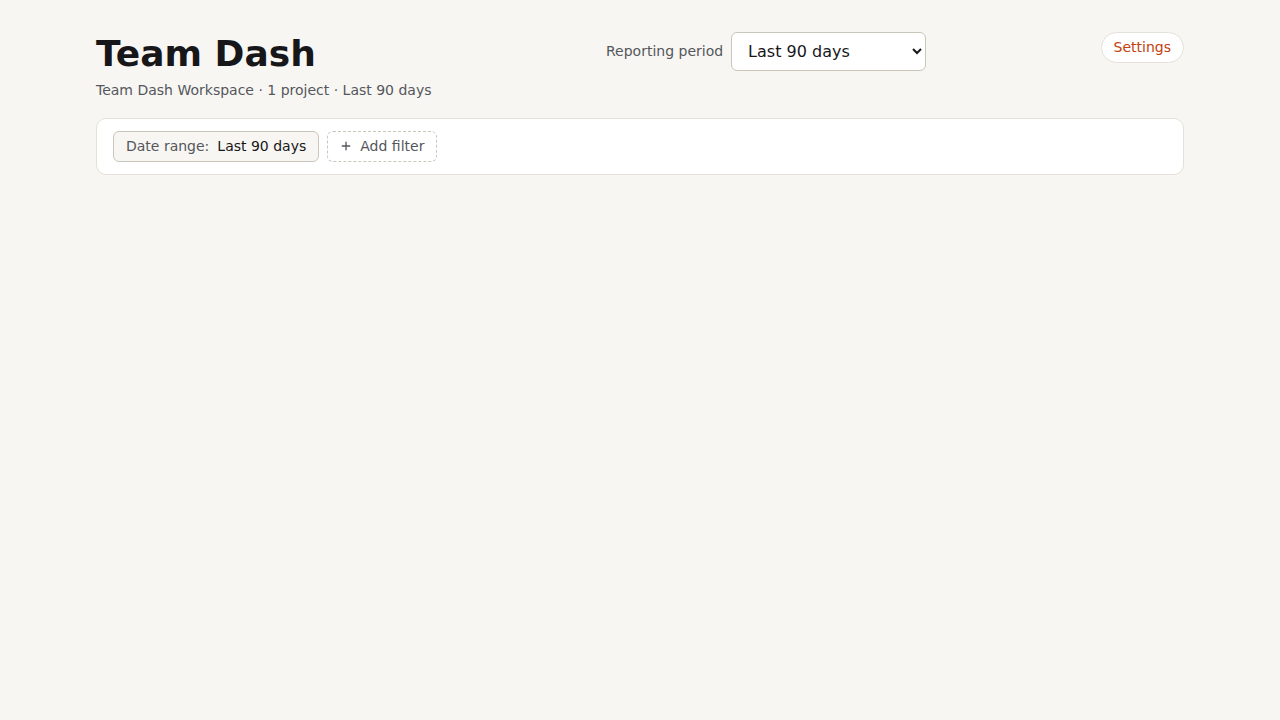 Team Dash
Team Dash Workspace · 1 project · Last 90 days
Reporting period
Last 90 days
Settings
Date range: Last 90 days
+ Add filter